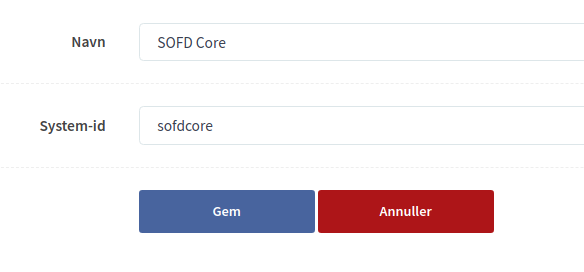 Navn SOFD Core
System-id sofdcore
Gem Annuller